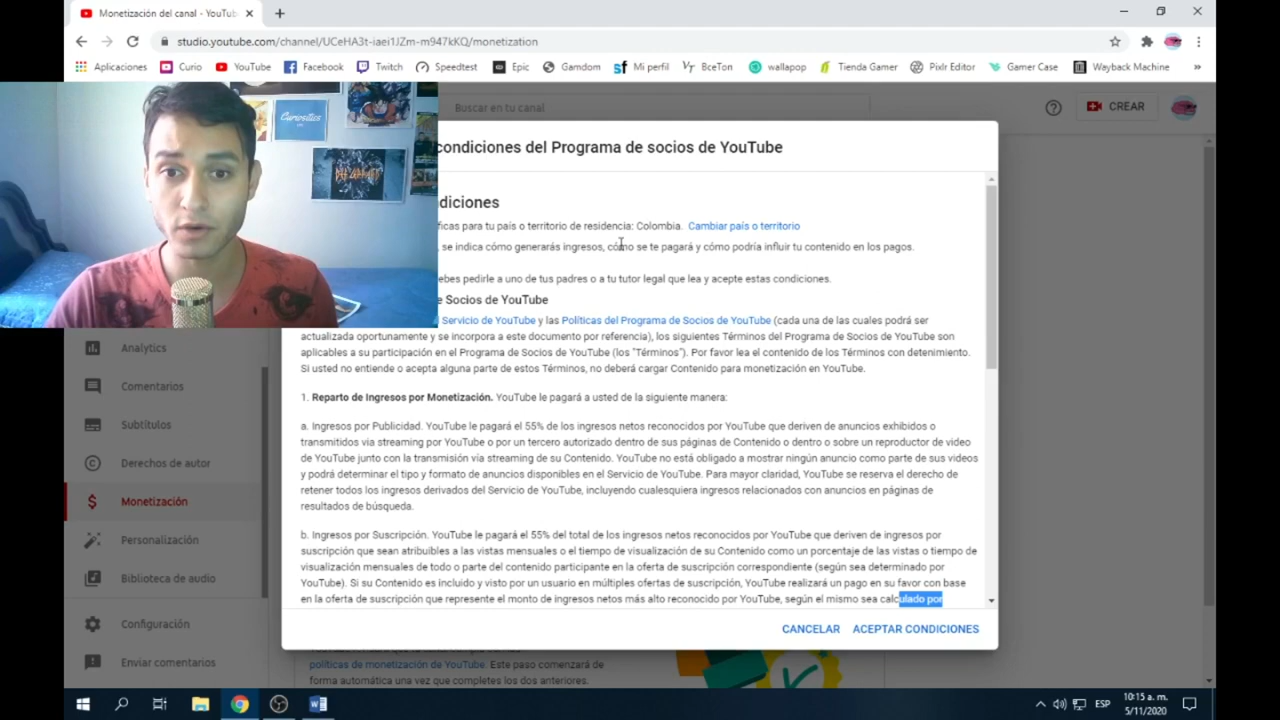 Monetización del canal - YouTub
studio.youtube.com/channel/UCeHA3t-iaei1JZm-m947kKQ/monetization
Aplicaciones Curio YouTube Facebook Twitch Speedtest Epic Gamdom Mi perfil BceTon wallapop Tienda Gamer Pixlr Editor Gamer Case Wayback Machine »
Buscar en tu canal
CREAR
Curiositics
condiciones del Programa de socios de YouTube
diciones
ficas para tu país o territorio de residencia: Colombia. Cambiar país o territorio
, se indica cómo generarás ingresos, cómo se te pagará y cómo podría influir tu contenido en los pagos.
ebes pedirle a uno de tus padres o a tu tutor legal que lea y acepte estas condiciones.
e Socios de YouTube
Servicio de YouTube y las Políticas del Programa de Socios de YouTube (cada una de las cuales podrá ser
actualizada oportunamente y se incorpora a este documento por referencia), los siguientes Términos del Programa de Socios de YouTube son
aplicables a su participación en el Programa de Socios de YouTube (los "Términos"). Por favor lea el contenido de los Términos con detenimiento.
Si usted no entiende o acepta alguna parte de estos Términos, no deberá cargar Contenido para monetización en YouTube.
1. Reparto de Ingresos por Monetización. YouTube le pagará a usted de la siguiente manera:
a. Ingresos por Publicidad. YouTube le pagará el 55% de los ingresos netos reconocidos por YouTube que deriven de anuncios exhibidos o
transmitidos vía streaming por YouTube o por un tercero autorizado dentro de sus páginas de Contenido o dentro o sobre un reproductor de video
de YouTube junto con la transmisión vía streaming de su Contenido. YouTube no está obligado a mostrar ningún anuncio como parte de sus videos
y podrá determinar el tipo y formato de anuncios disponibles en el Servicio de YouTube. Para mayor claridad, YouTube se reserva el derecho de
retener todos los ingresos derivados del Servicio de YouTube, incluyendo cualesquiera ingresos relacionados con anuncios en páginas de
resultados de búsqueda.
b. Ingresos por Suscripción. YouTube le pagará el 55% del total de los ingresos netos reconocidos por YouTube que deriven de ingresos por
suscripción que sean atribuibles a las vistas mensuales o el tiempo de visualización de su Contenido como un porcentaje de las vistas o tiempo de
visualización mensuales de todo o parte del contenido participante en la oferta de suscripción correspondiente (según sea determinado por
YouTube). Si su Contenido es incluido y visto por un usuario en múltiples ofertas de suscripción, YouTube realizará un pago en su favor con base
en la oferta de suscripción que represente el monto de ingresos netos más alto reconocido por YouTube, según el mismo sea calculado por
CANCELAR ACEPTAR CONDICIONES
Analytics
Comentarios
Subtítulos
Derechos de autor
Monetización
Personalización
Biblioteca de audio
Configuración
Enviar comentarios
políticas de monetización de YouTube. Este paso comenzará de
forma automática una vez que completes los dos anteriores.
ESP
10:15 a. m.
5/11/2020